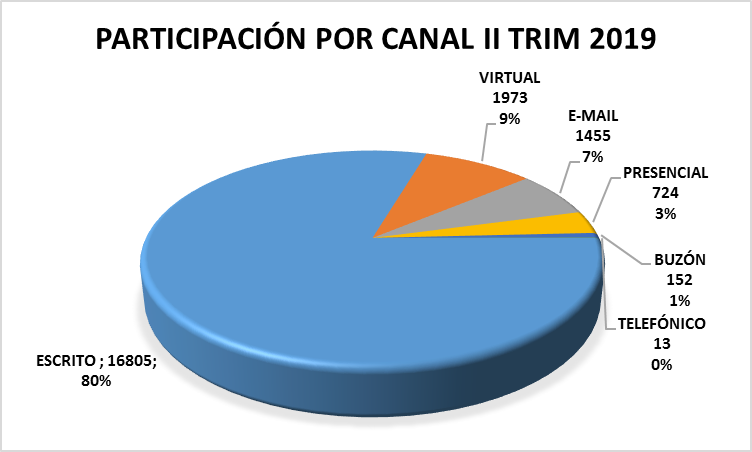 PARTICIPACIÓN POR CANAL II TRIM 2019
VIRTUAL
1973
9%
E-MAIL
1455
7%
PRESENCIAL
724
3%
BUZÓN
152
1%
TELEFÓNICO
13
0%
ESCRITO ; 16805;
80%